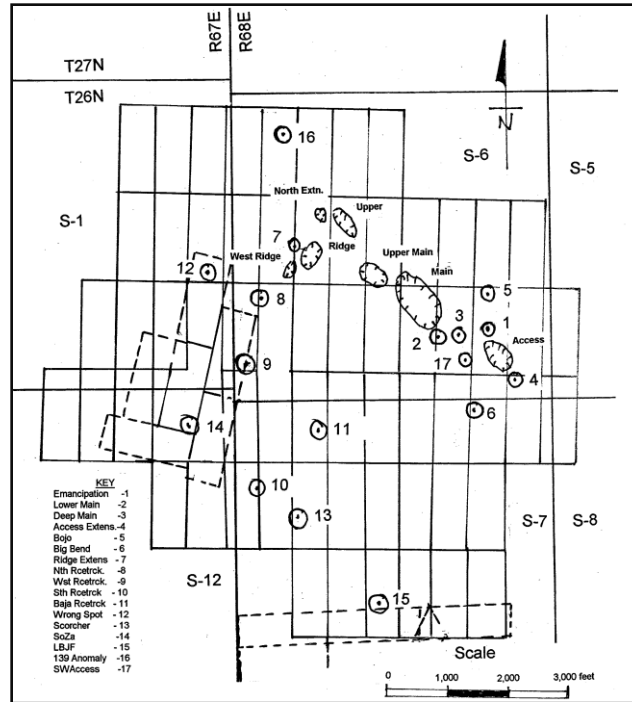 R67E
R68E
T27N
T26N
N
S-6
S-5
S-1
16
North Extn.
Upper
7
Ridge
West Ridge
Upper Main
Main
12
8
5
1
3
2
Access
17
9
4
6
14
11
10
13
S-7
S-8
S-12
15
KEY
Emancipation -1
Lower Main -2
Deep Main -3
Access Extens.-4
Bojo - 5
Big Bend - 6
Ridge Extens - 7
Nth Rcetrck. -8
Wst Rcetrck. -9
Sth Rcetrck - 10
Baja Rcetrck - 11
Wrong Spot - 12
Scorcher - 13
SoZa -14
LBJF - 15
139 Anomaly -16
SWAccess -17
Scale
0 1,000 2,000 3,000 feet